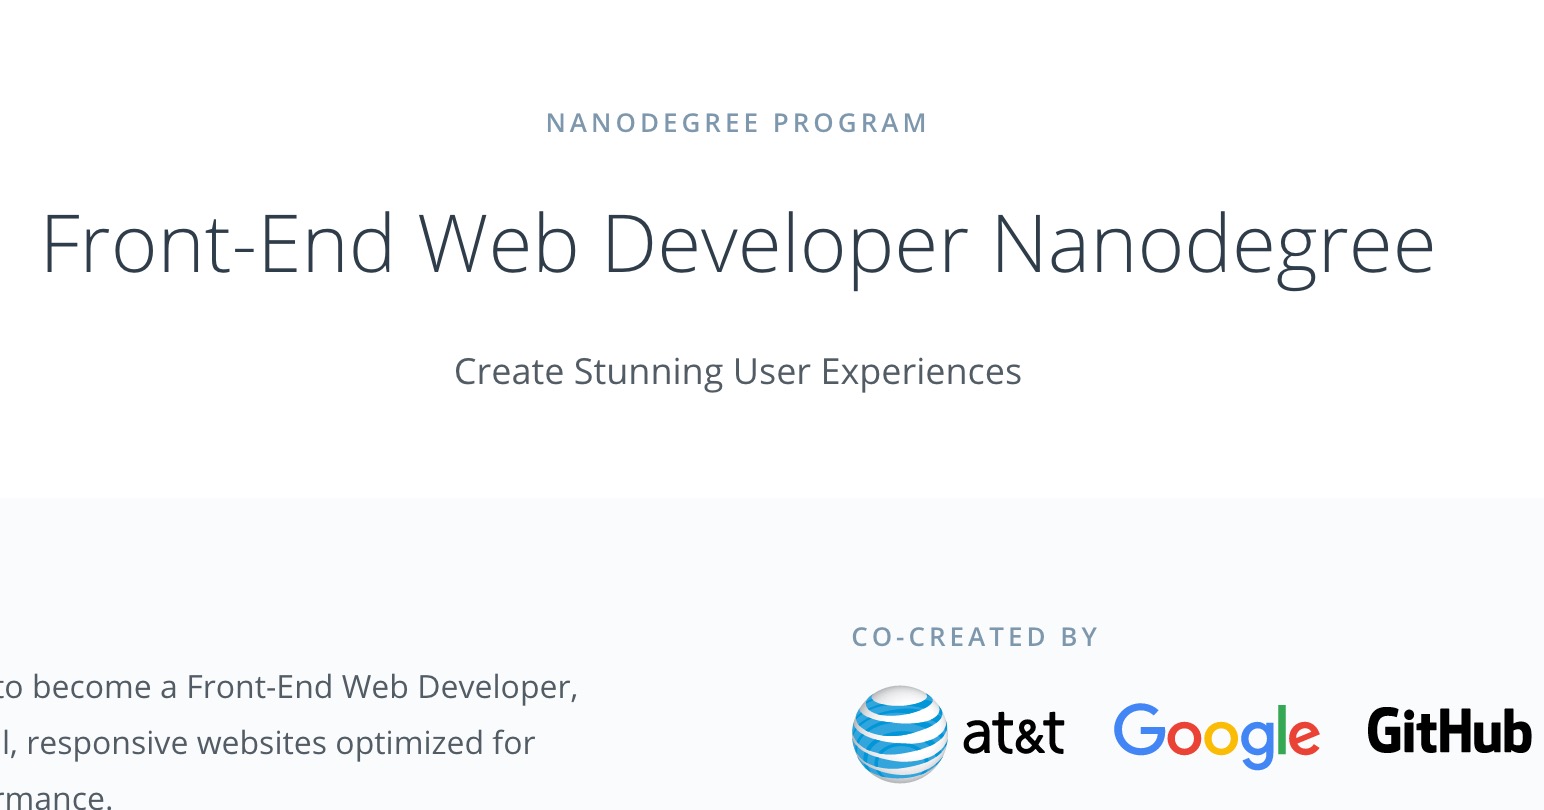 NANODEGREE PROGRAM
Front-End Web Developer Nanodegree
Create Stunning User Experiences
CO-CREATED BY
to become a Front-End Web Developer,
l, responsive websites optimized for
rmance.
at&t Google GitHub